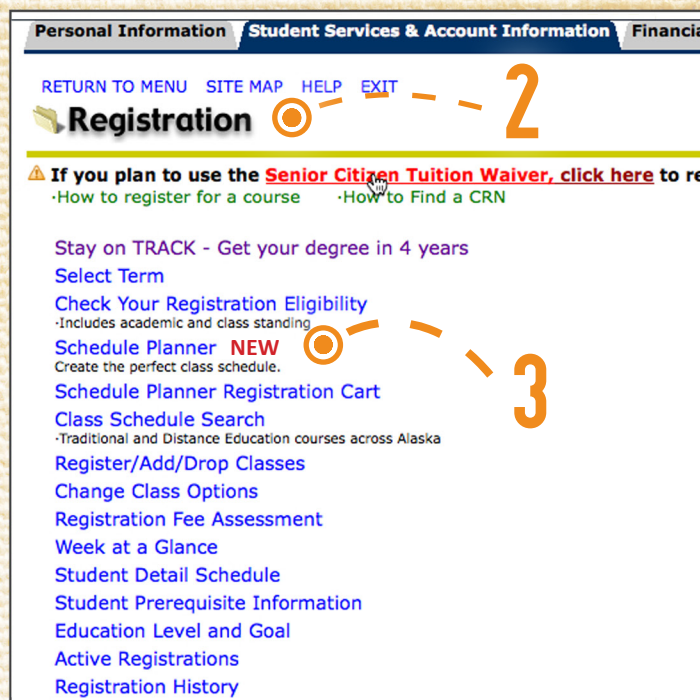 Personal Information Student Services & Account Information Financia
RETURN TO MENU SITE MAP HELP EXIT
2
Registration
If you plan to use the Senior Citizen Tuition Waiver, click here to re
·How to register for a course ·How to Find a CRN
Stay on TRACK - Get your degree in 4 years
Select Term
Check Your Registration Eligibility
·Includes academic and class standing
Schedule Planner NEW
Create the perfect class schedule.
3
Schedule Planner Registration Cart
Class Schedule Search
·Traditional and Distance Education courses across Alaska
Register/Add/Drop Classes
Change Class Options
Registration Fee Assessment
Week at a Glance
Student Detail Schedule
Student Prerequisite Information
Education Level and Goal
Active Registrations
Registration History